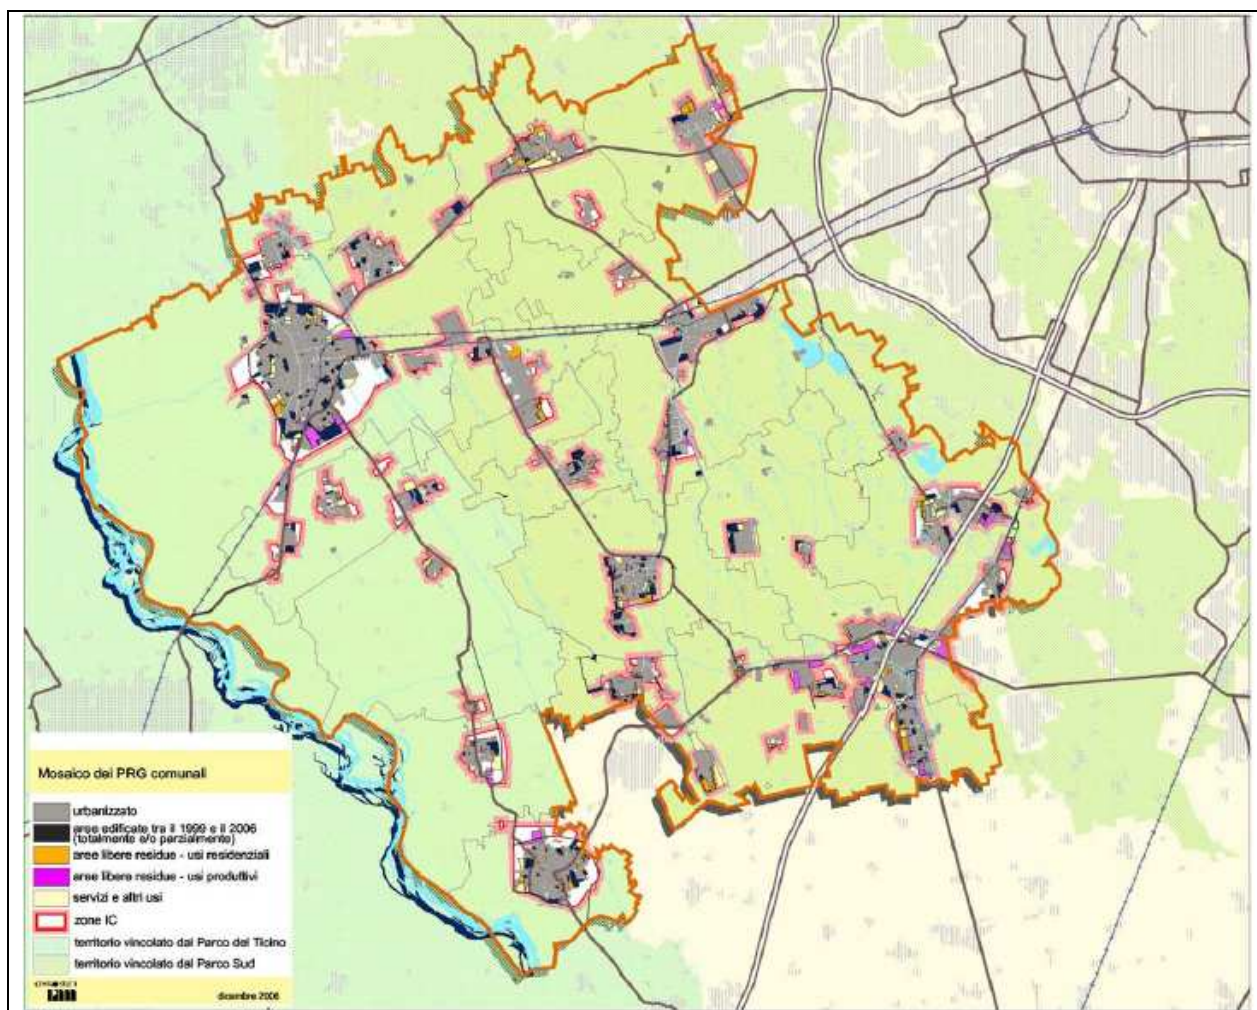 Mosaico dei PRG comunali
urbanizzato
aree edificate tra il 1999 e il 2006
(totalmente e/o parzialmente)
aree libere residue - usi residenziali
aree libere residue - usi produttivi
servizi e altri usi
zone IC
territorio vincolato dal Parco del Ticino
territorio vincolato dal Parco Sud
dicembre 2006